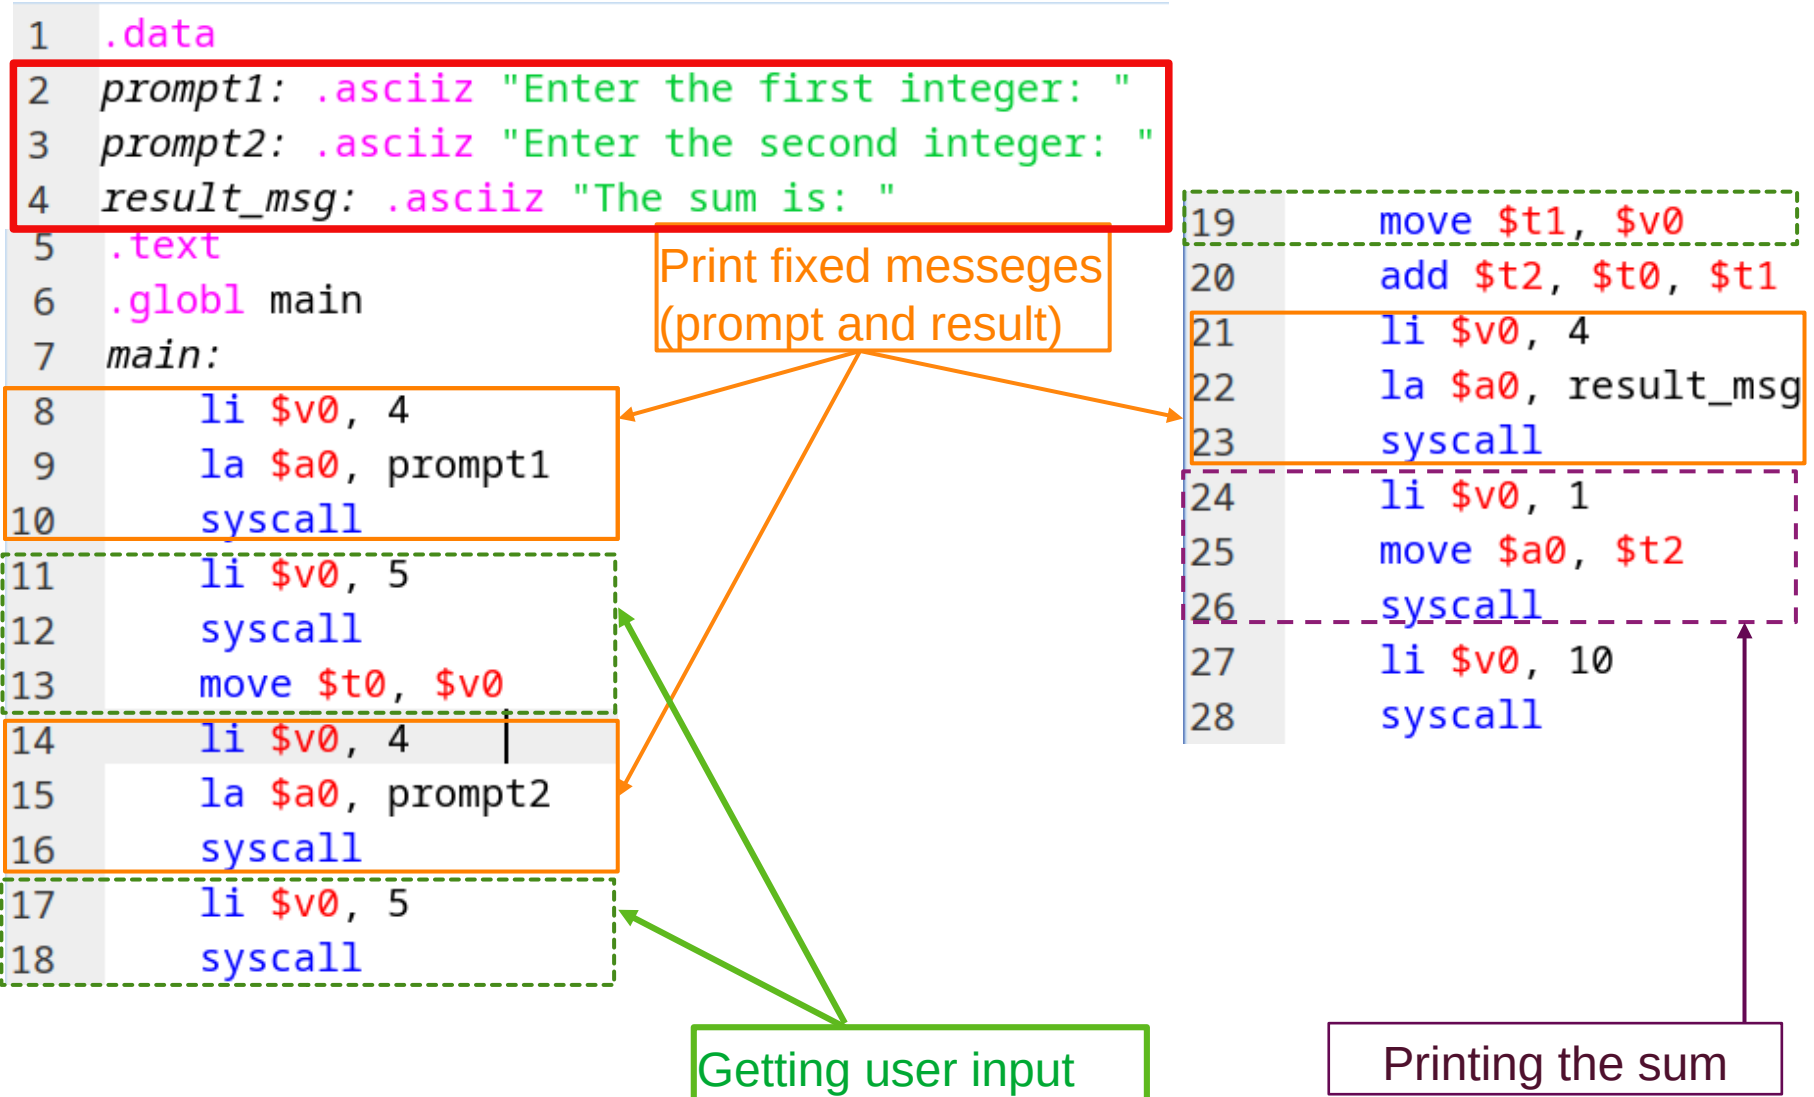 1 .data
2 prompt1: .asciiz "Enter the first integer: "
3 prompt2: .asciiz "Enter the second integer: "
4 result_msg: .asciiz "The sum is: "
5 .text
6 .globl main
7 main:
8 li $v0, 4
9 la $a0, prompt1
10 syscall
11 li $v0, 5
12 syscall
13 move $t0, $v0
14 li $v0, 4
15 la $a0, prompt2
16 syscall
17 li $v0, 5
18 syscall
Print fixed messeges
(prompt and result)
19 move $t1, $v0
20 add $t2, $t0, $t1
21 li $v0, 4
22 la $a0, result_msg
23 syscall
24 li $v0, 1
25 move $a0, $t2
26 syscall
27 li $v0, 10
28 syscall
Getting user input
Printing the sum